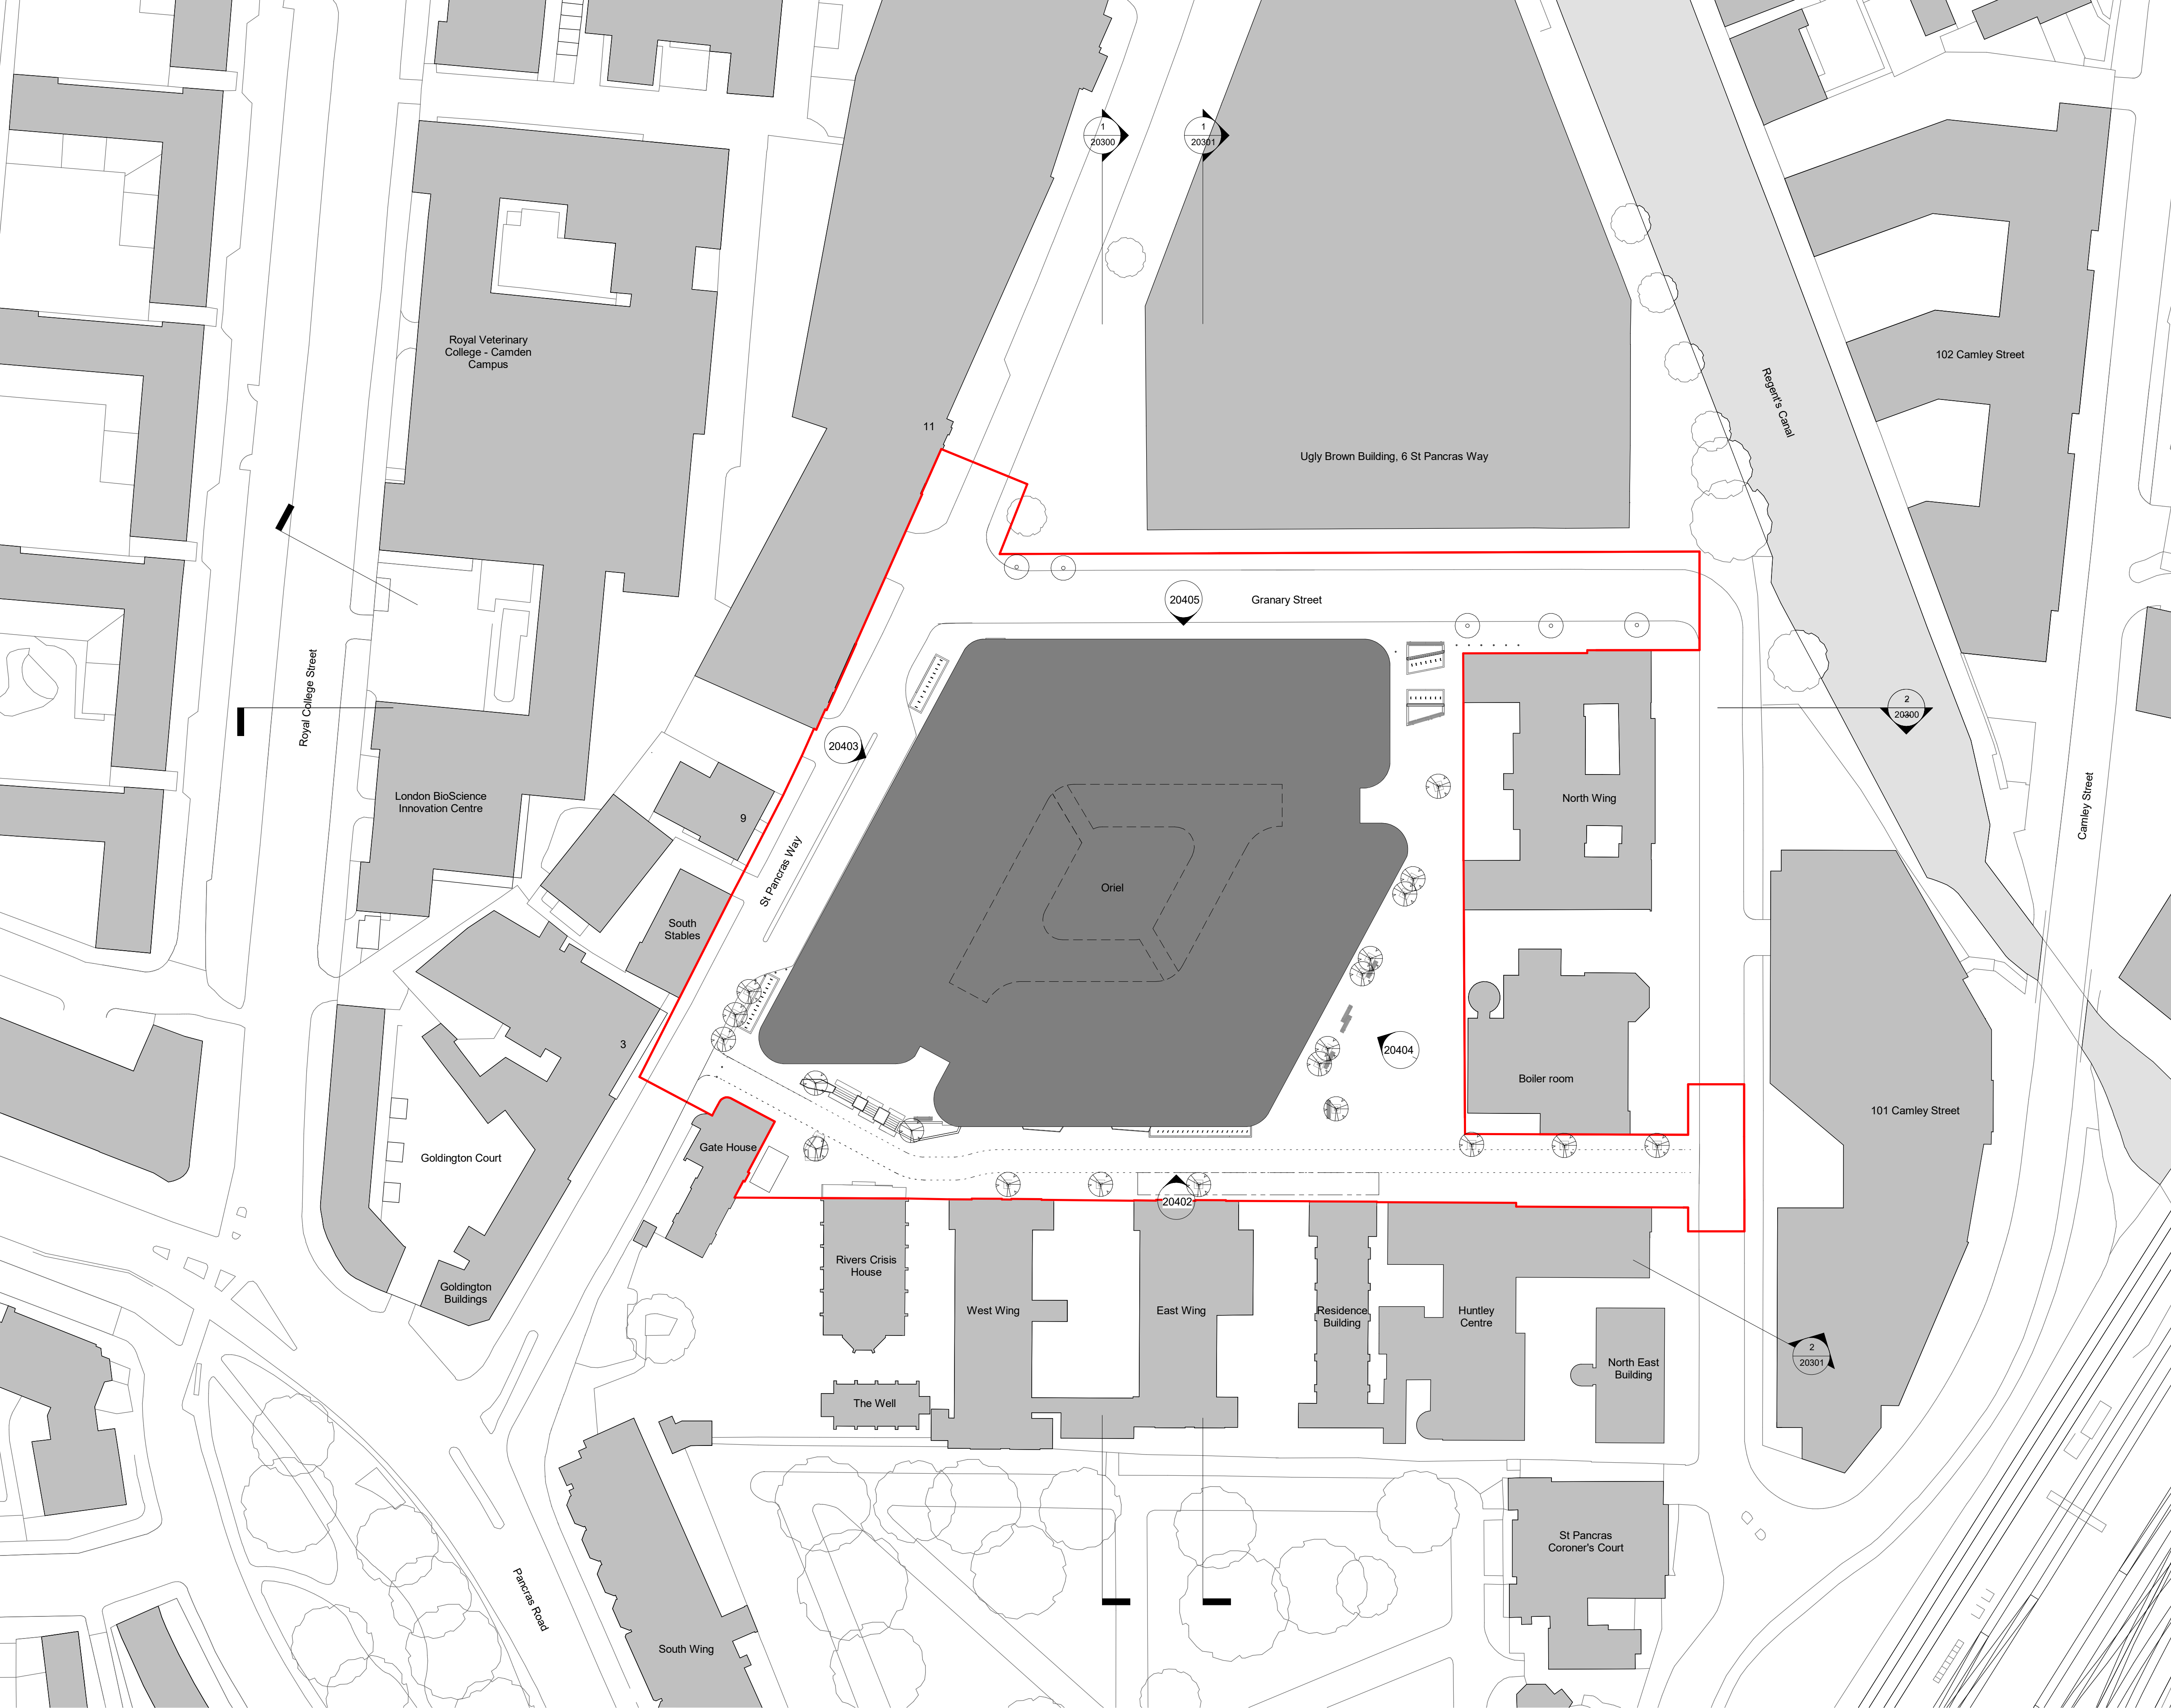 1
20300
1
20301
Royal Veterinary
College - Camden
Campus
102 Camley Street
Regent's Canal
11
Ugly Brown Building, 6 St Pancras Way
20405
Granary Street
Royal College Street
2
20300
20403
London BioScience
Innovation Centre
9
North Wing
Camley Street
St Pancras Way
Oriel
South
Stables
3
20404
Boiler room
101 Camley Street
Gate House
Goldington Court
20402
Rivers Crisis
House
Goldington
Buildings
West Wing
East Wing
Residence
Building
Huntley
Centre
2
20301
North East
Building
The Well
St Pancras
Coroner's Court
Pancras Road
South Wing